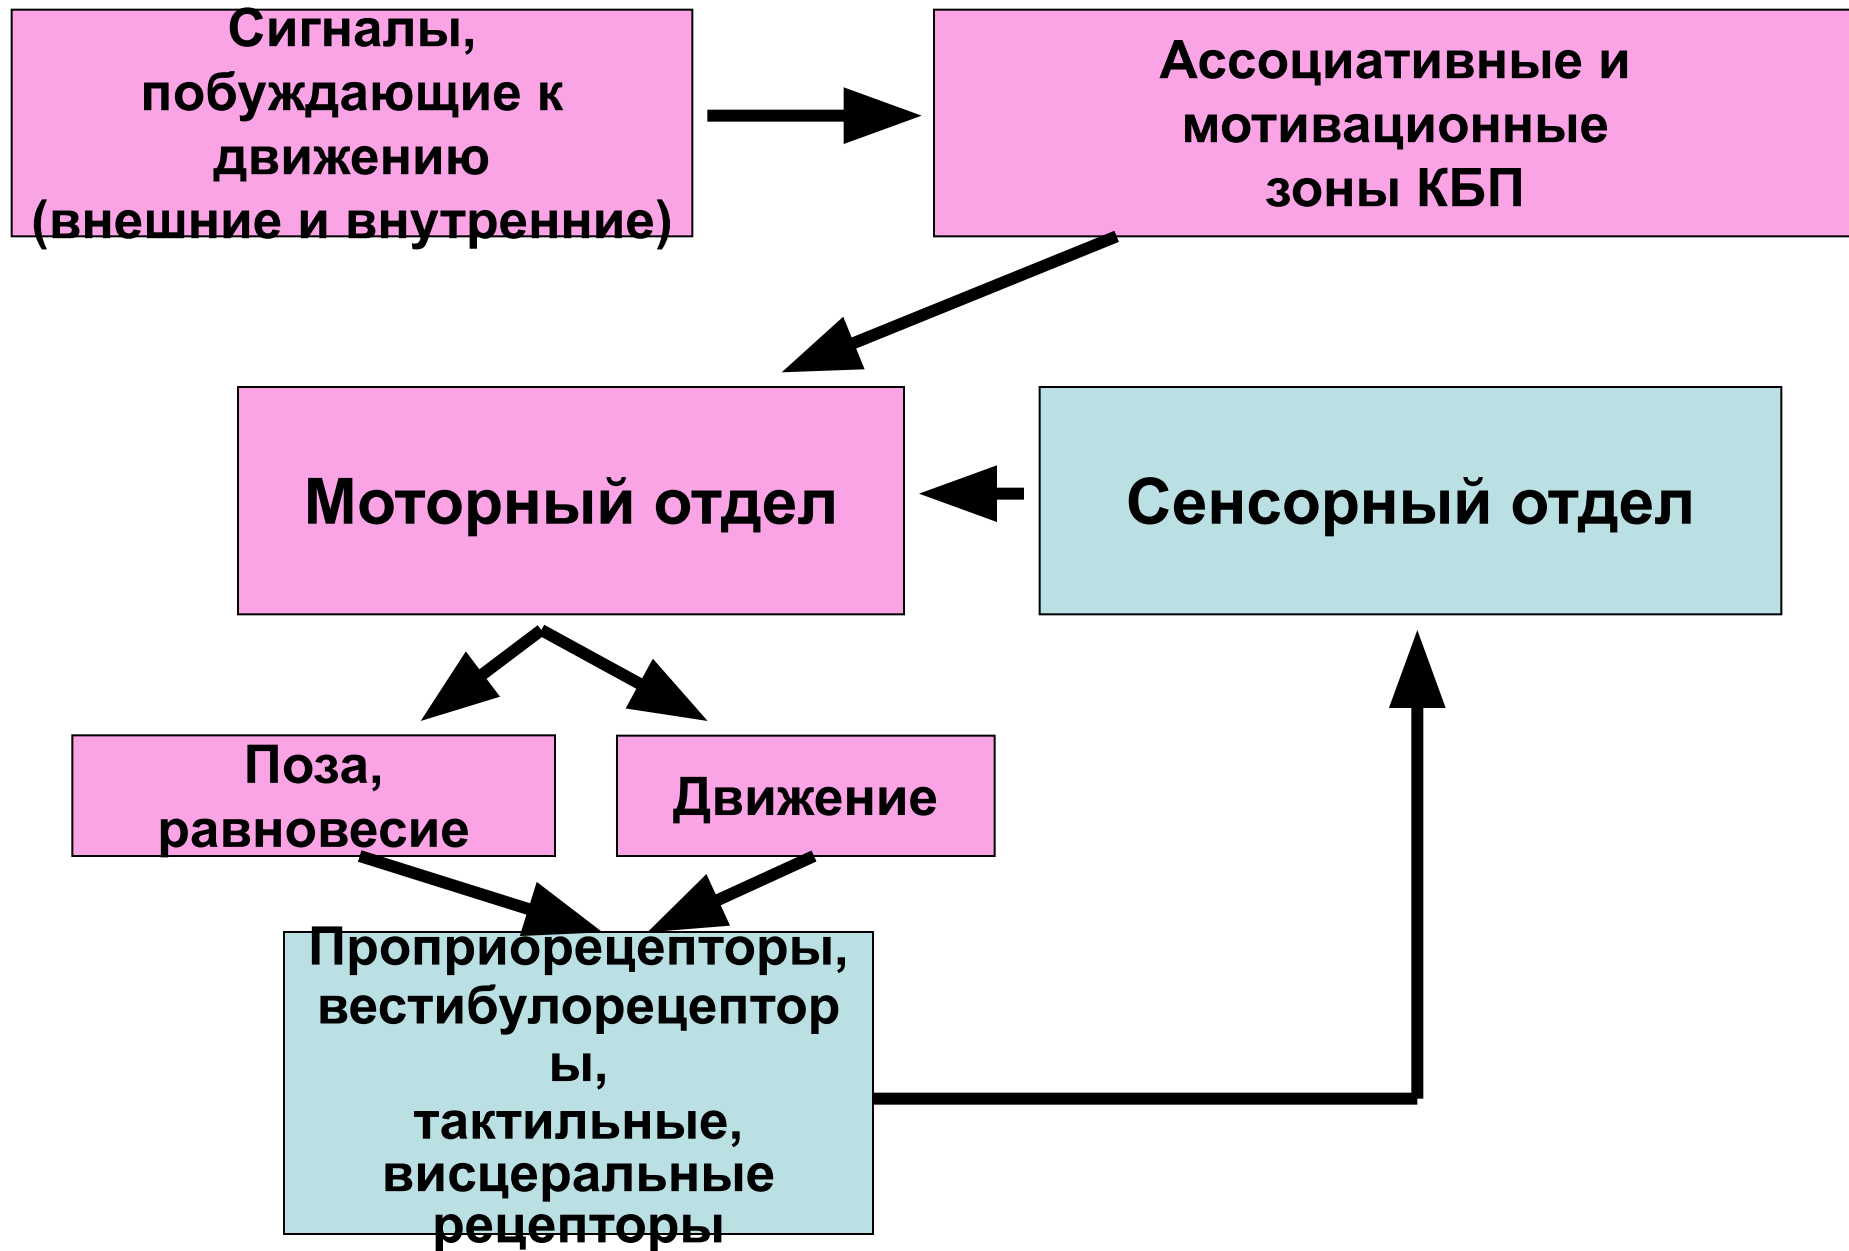 Сигналы,
побуждающие к
движению
(внешние и внутренние)
Ассоциативные и
мотивационные
зоны КБП
Моторный отдел
Сенсорный отдел
Поза,
равновесие
Движение
Проприорецепторы,
вестибулорецептор
ы,
тактильные,
висцеральные
рецепторы